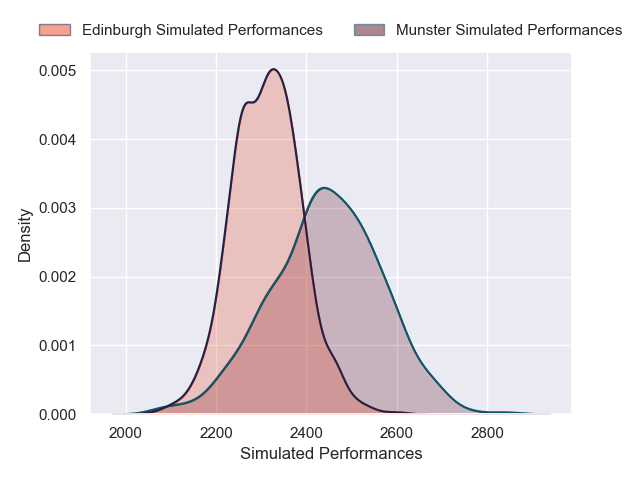 Edinburgh Simulated Performances Munster Simulated Performances
0.005
0.004
0.003
0.002
0.001
0.000
Density
2000 2200 2400 2600 2800
Simulated Performances